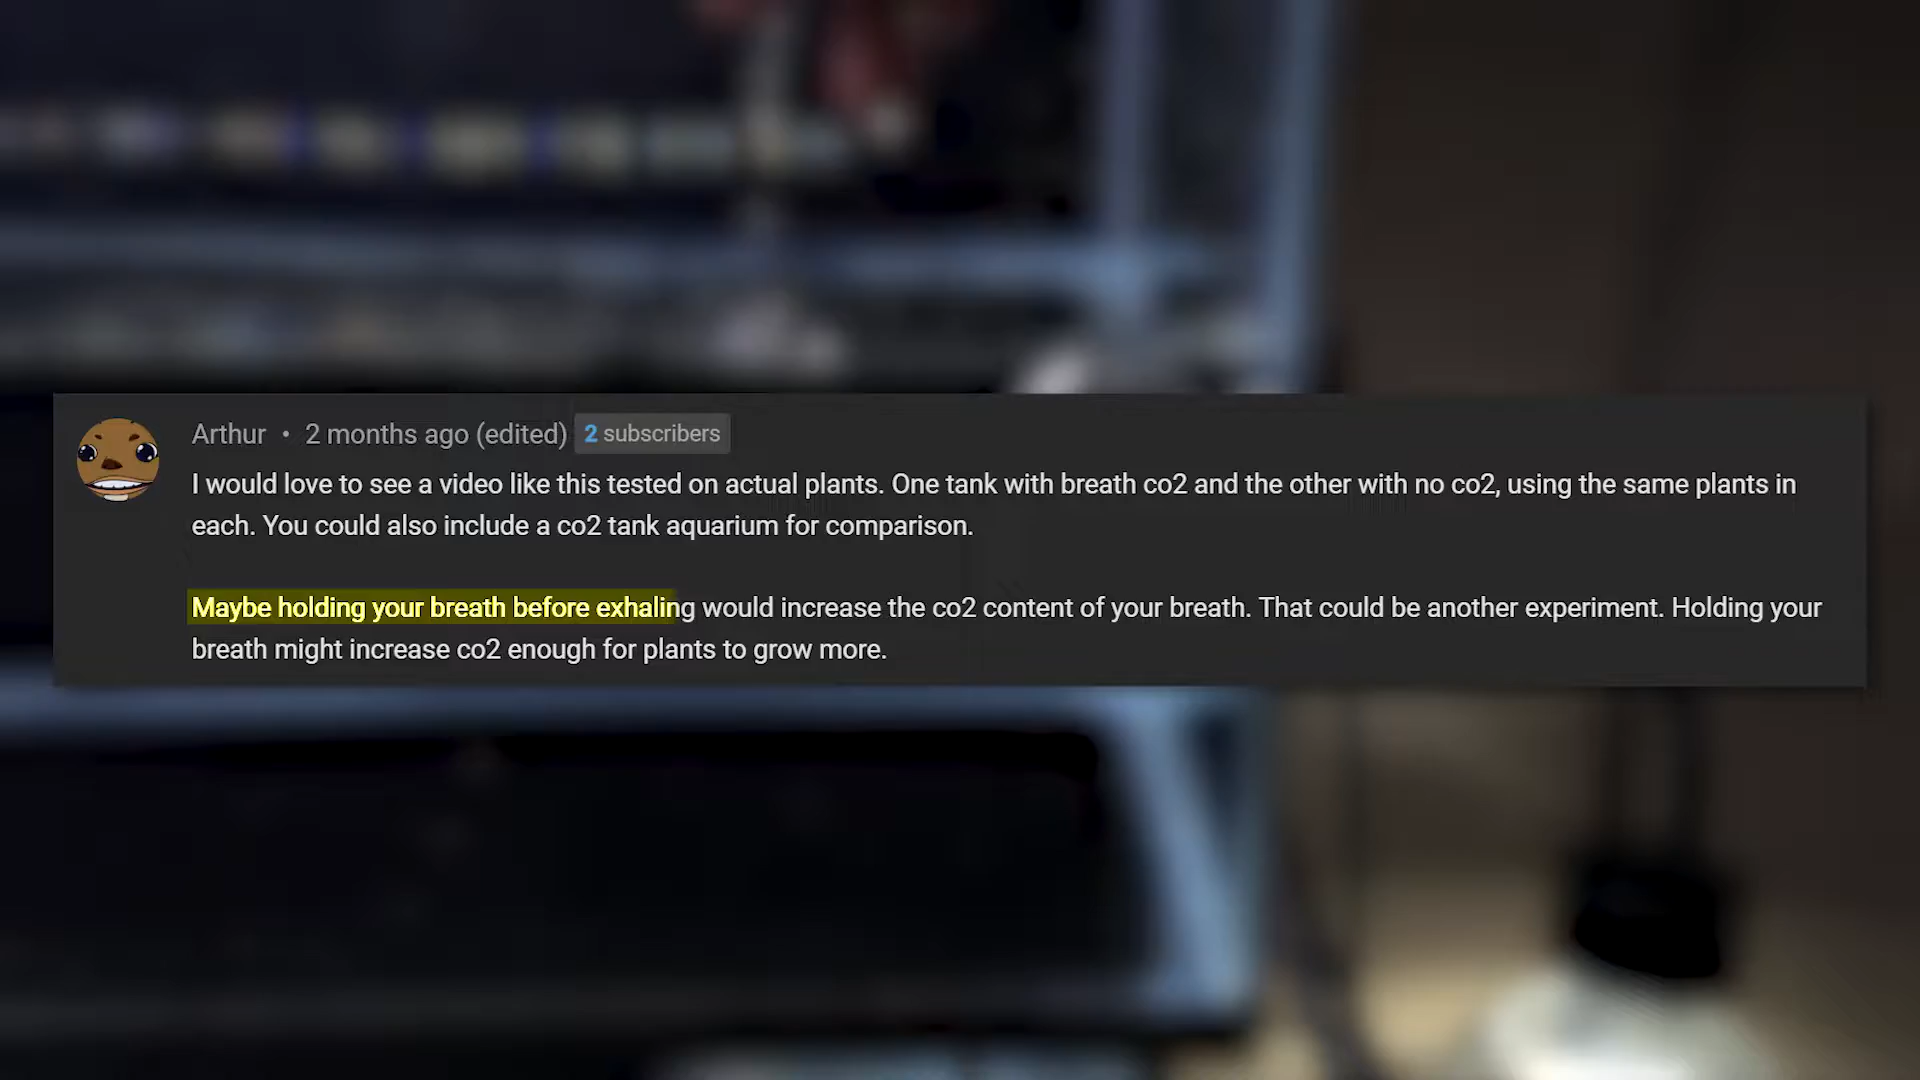 Arthur • 2 months ago (edited) 2 subscribers
I would love to see a video like this tested on actual plants. One tank with breath co2 and the other with no co2, using the same plants in
each. You could also include a co2 tank aquarium for comparison.
Maybe holding your breath before exhaling would increase the co2 content of your breath. That could be another experiment. Holding your
breath might increase co2 enough for plants to grow more.